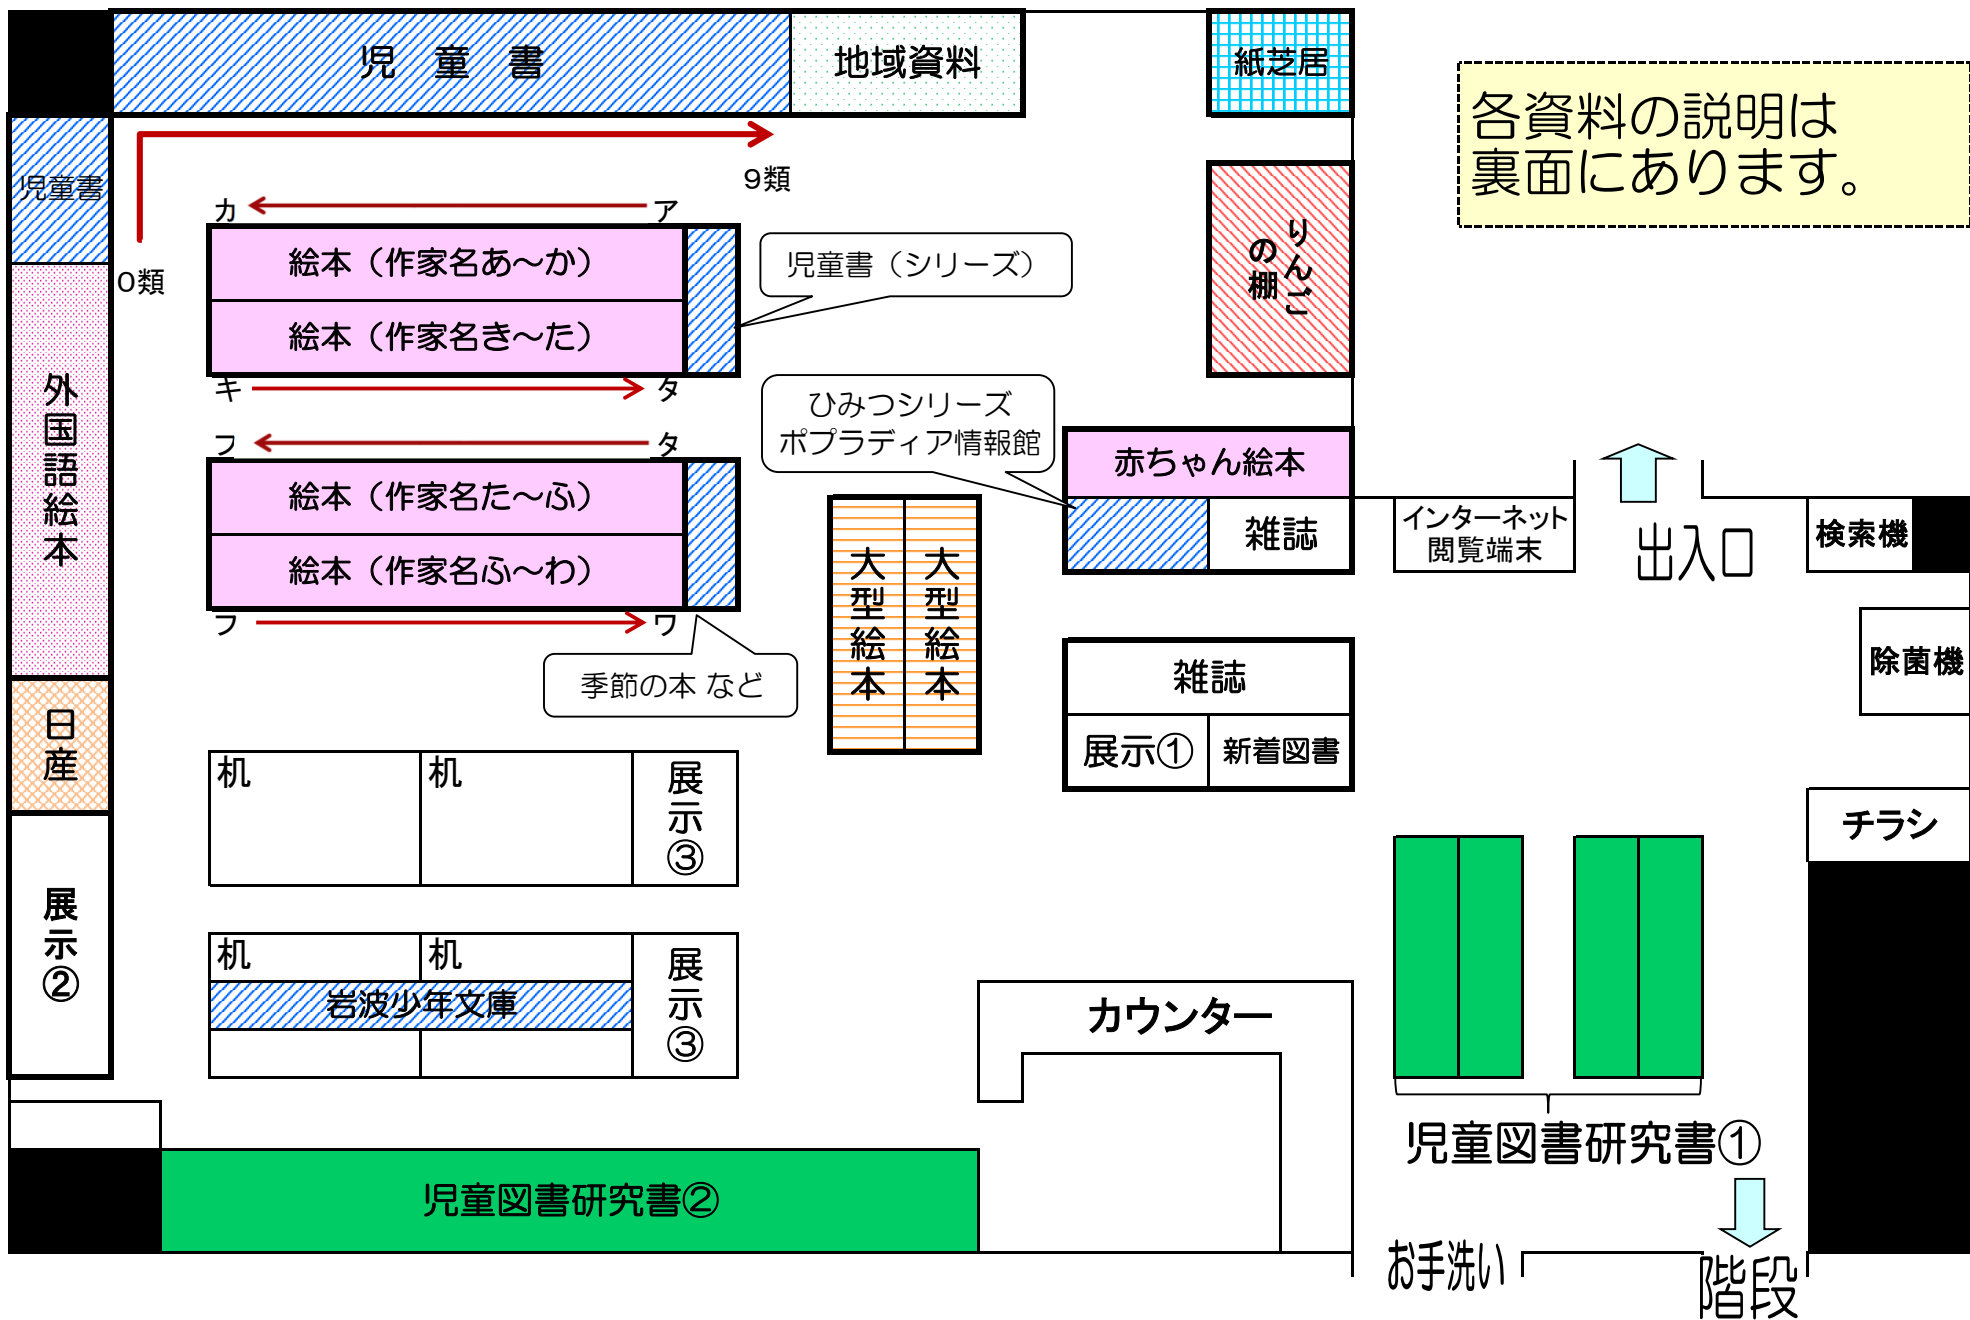 児　童　書
地域資料
紙芝居
各資料の説明は
裏面にあります。
児童書
9類
0類
カ
ア
絵本（作家名あ～か）
絵本（作家名き～た）
キ
タ
児童書（シリーズ）
りんご
の棚
外国語絵本
フ
タ
絵本（作家名た～ふ）
絵本（作家名ふ～わ）
フ
ワ
ひみつシリーズ
ポプラディア情報館
赤ちゃん絵本
雑誌
インターネット
閲覧端末
出入口
検索機
大型絵本
大型絵本
季節の本 など
雑誌
展示①
新着図書
除菌機
日産
机
机
展示③
チラシ
展示②
机
机
岩波少年文庫
展示③
カウンター
児童図書研究書①
児童図書研究書②
お手洗い
階段